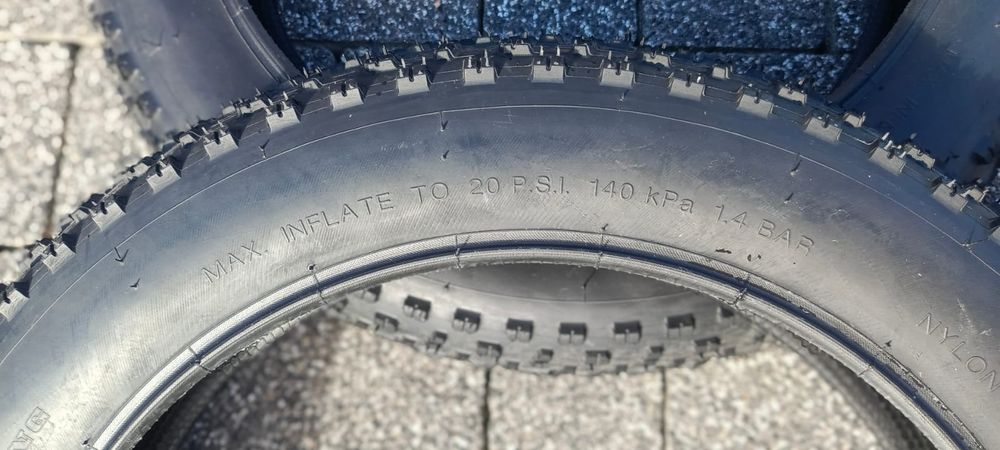 MAX. INFLATE TO 20 P.S.I. 140 kPa 1.4 BAR
NYLON